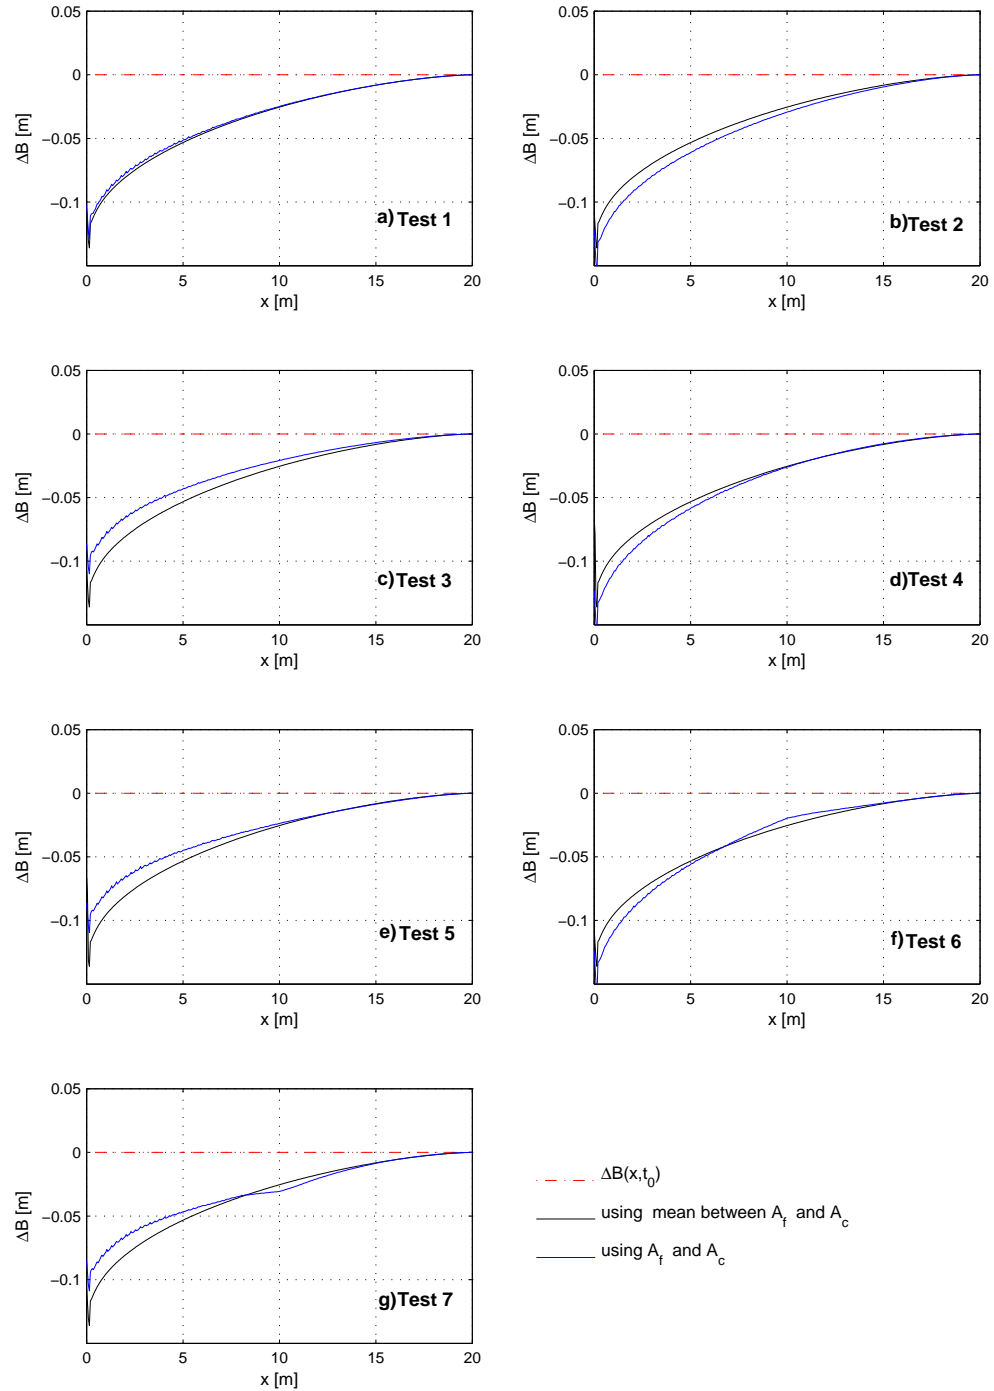 0.05
0
−0.05
−0.1
0
5
10
15
20
ΔB [m]
x [m]
a)Test 1
0.05
0
−0.05
−0.1
0
5
10
15
20
ΔB [m]
x [m]
b)Test 2
0.05
0
−0.05
−0.1
0
5
10
15
20
ΔB [m]
x [m]
c)Test 3
0.05
0
−0.05
−0.1
0
5
10
15
20
ΔB [m]
x [m]
d)Test 4
0.05
0
−0.05
−0.1
0
5
10
15
20
ΔB [m]
x [m]
e)Test 5
0.05
0
−0.05
−0.1
0
5
10
15
20
ΔB [m]
x [m]
f)Test 6
0.05
0
−0.05
−0.1
0
5
10
15
20
ΔB [m]
x [m]
g)Test 7
ΔB(x,t_0)
using mean between A_f and A_c
using A_f and A_c